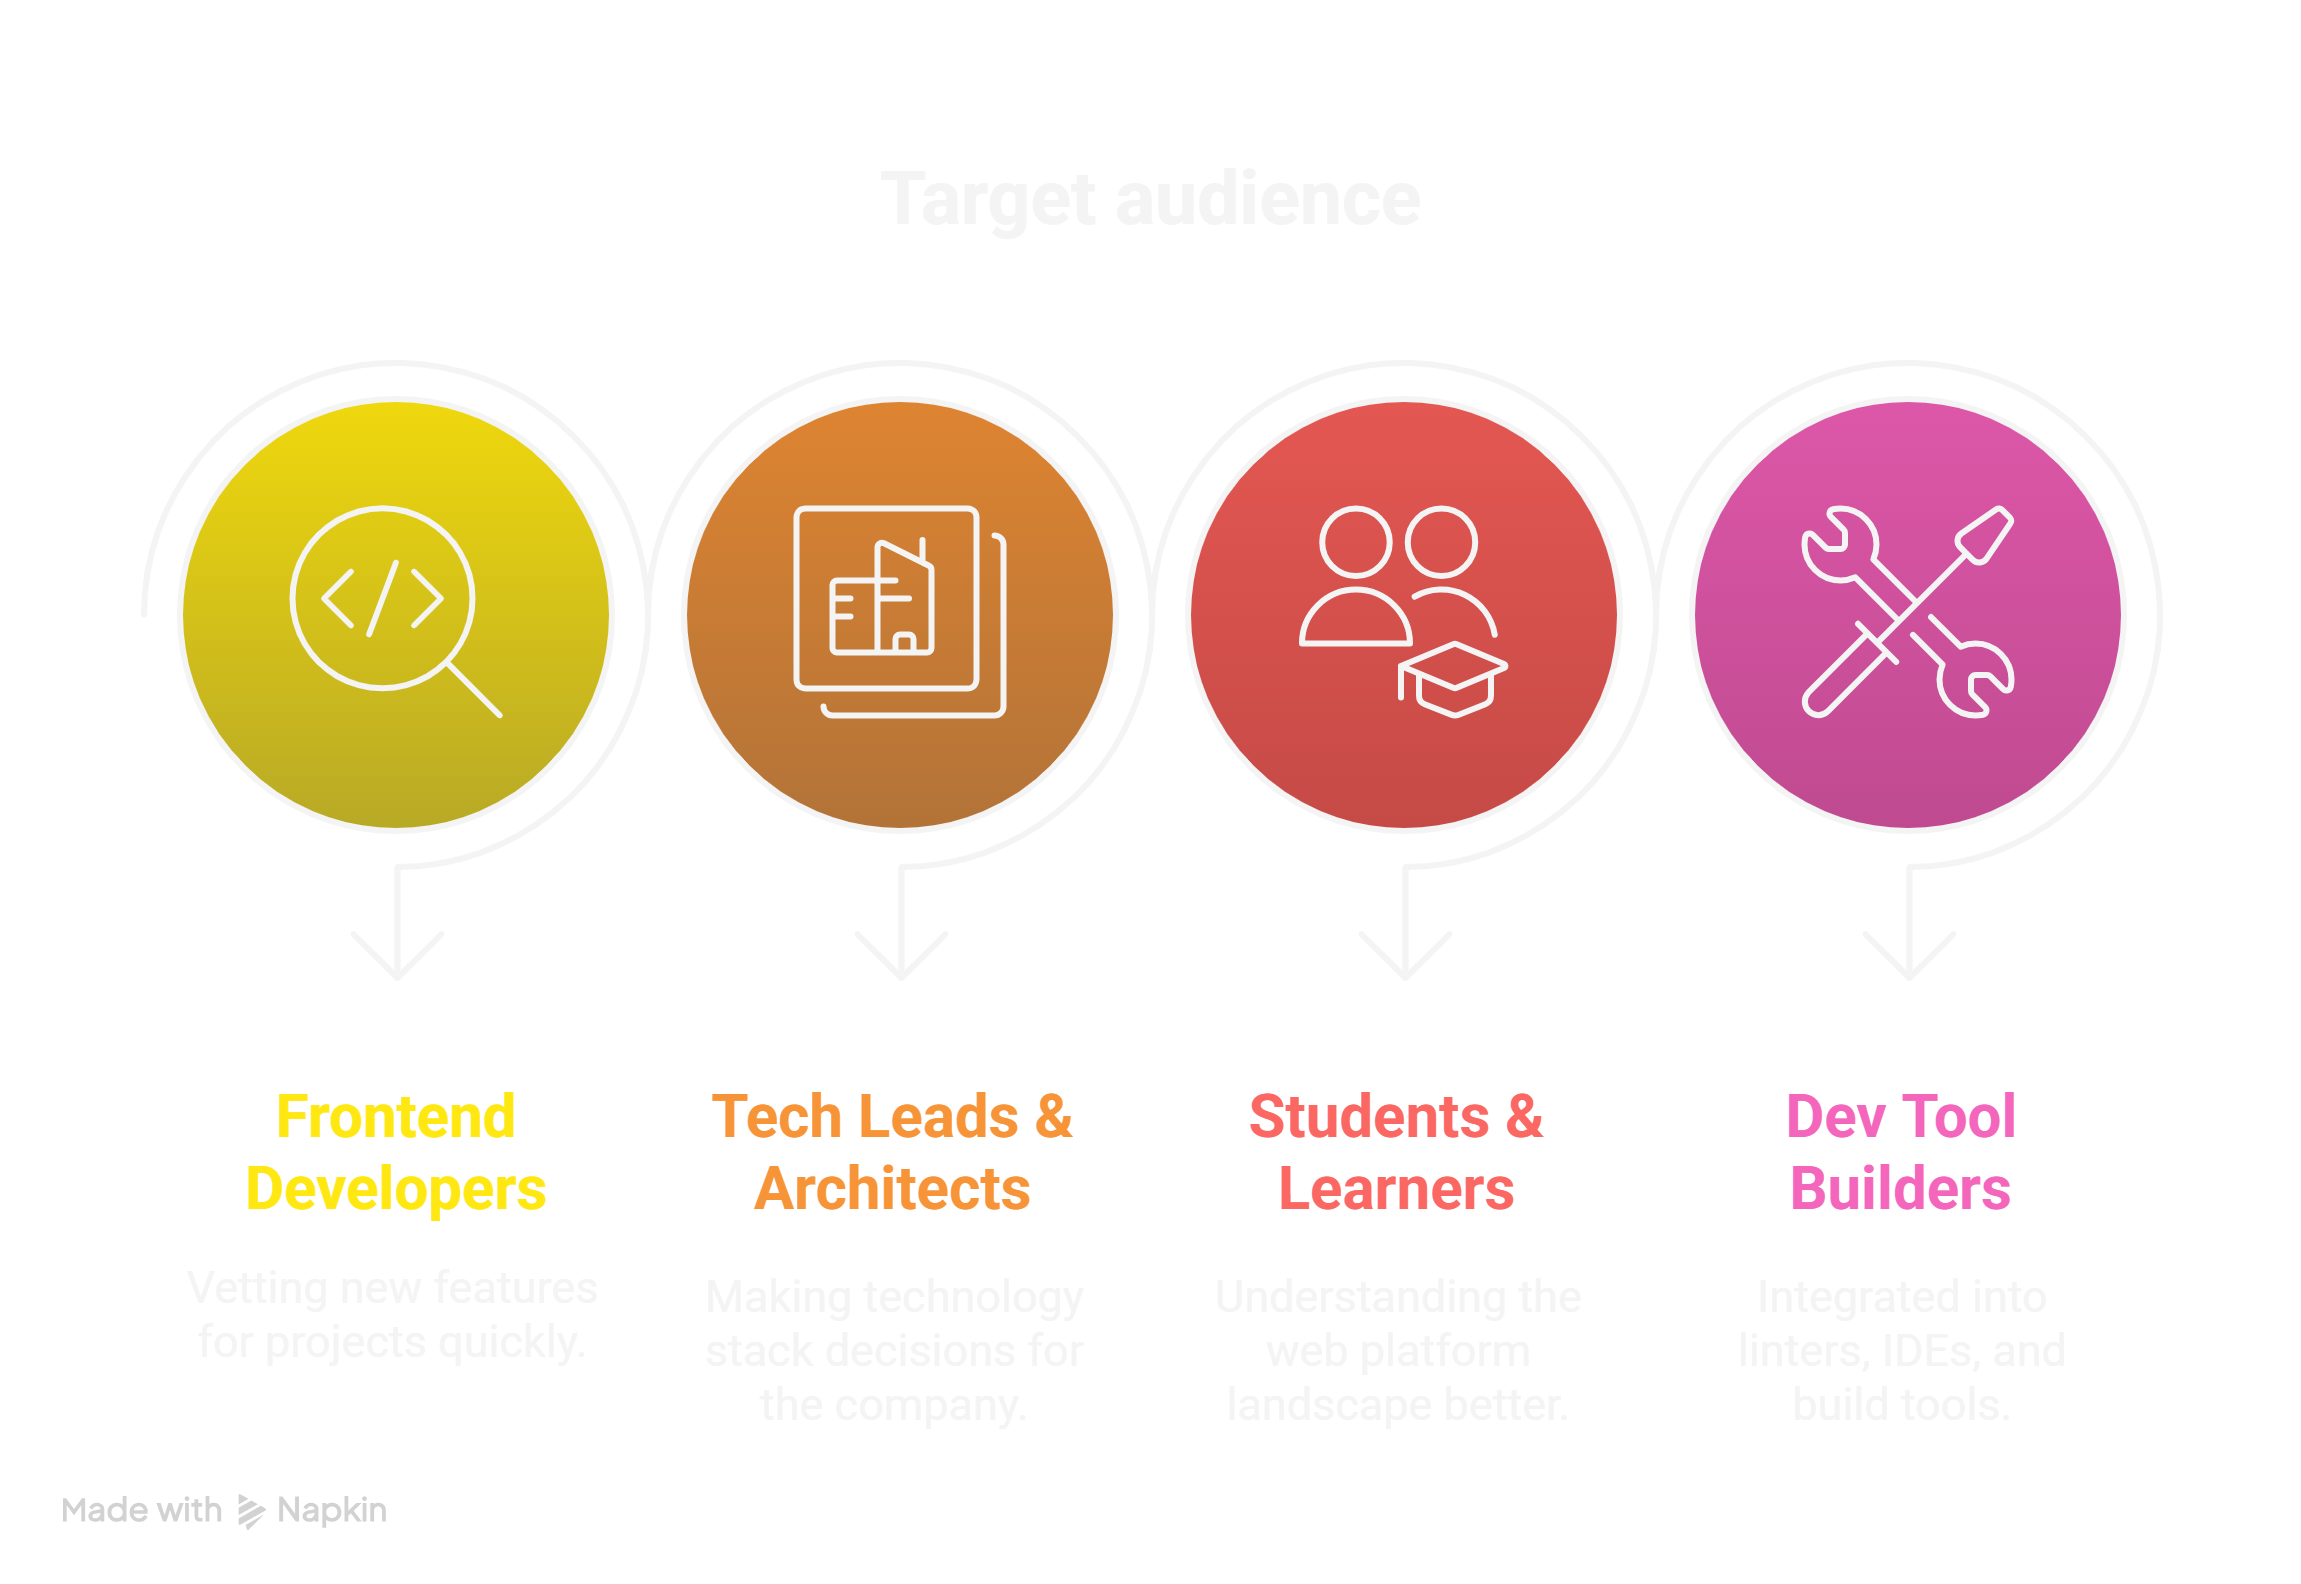 Target audience
Frontend
Developers
Vetting new features
for projects quickly.
Tech Leads &
Architects
Making technology
stack decisions for
the company.
Students &
Learners
Understanding the
web platform
landscape better.
Dev Tool
Builders
Integrated into
linters, IDEs, and
build tools.
Made with Napkin